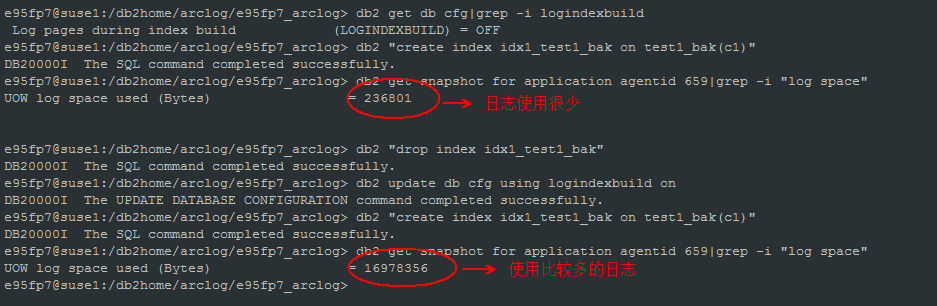 e95fp7@suse1:/db2home/arclog/e95fp7_arclog> db2 get db cfg|grep -i logindexbuild
Log pages during index build (LOGINDEXBUILD) = OFF
e95fp7@suse1:/db2home/arclog/e95fp7_arclog> db2 "create index idx1_test1_bak on test1_bak(c1)"
DB20000I The SQL command completed successfully.
e95fp7@suse1:/db2home/arclog/e95fp7_arclog> db2 get snapshot for application agentid 659|grep -i "log space"
UOW log space used (Bytes) = 236801 日志使用很少
e95fp7@suse1:/db2home/arclog/e95fp7_arclog> db2 "drop index idx1_test1_bak"
DB20000I The SQL command completed successfully.
e95fp7@suse1:/db2home/arclog/e95fp7_arclog> db2 update db cfg using logindexbuild on
DB20000I The UPDATE DATABASE CONFIGURATION command completed successfully.
e95fp7@suse1:/db2home/arclog/e95fp7_arclog> db2 "create index idx1_test1_bak on test1_bak(c1)"
DB20000I The SQL command completed successfully.
e95fp7@suse1:/db2home/arclog/e95fp7_arclog> db2 get snapshot for application agentid 659|grep -i "log space"
UOW log space used (Bytes) = 16978356 使用比较多的日志
e95fp7@suse1:/db2home/arclog/e95fp7_arclog>